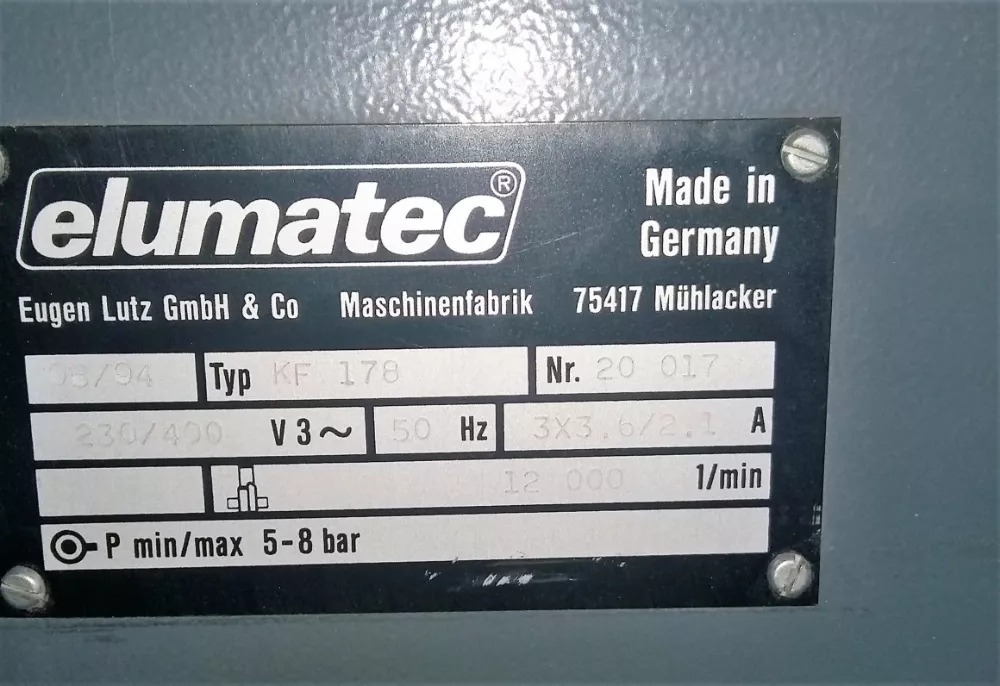 elumatec®
Made in
Germany
Eugen Lutz GmbH & Co Maschinenfabrik 75417 Mühlacker
08/94 Typ KF 178 Nr. 20 017
230/400 V 3~ 50 Hz 3X3.6/2.1 A
12 000 1/min
P min/max 5-8 bar